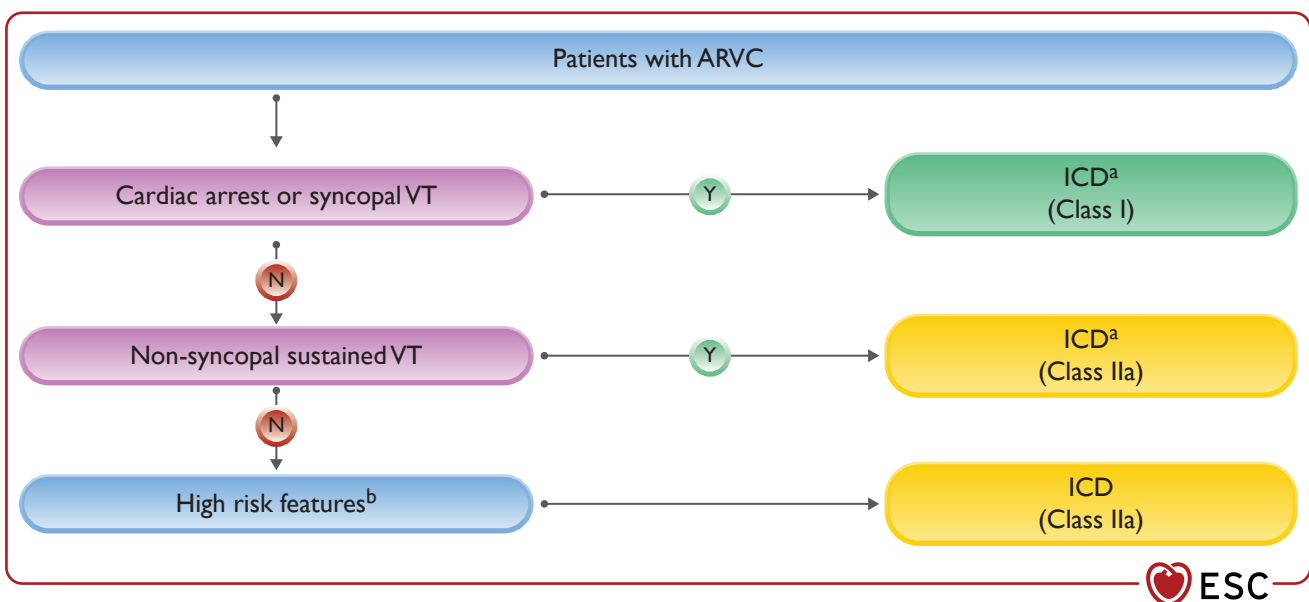 Patients with ARVC
Cardiac arrest or syncopal VT
Y
ICDᵃ
(Class I)
N
Non-syncopal sustained VT
Y
ICDᵃ
(Class IIa)
N
High risk featuresᵇ
ICD
(Class IIa)
ESC